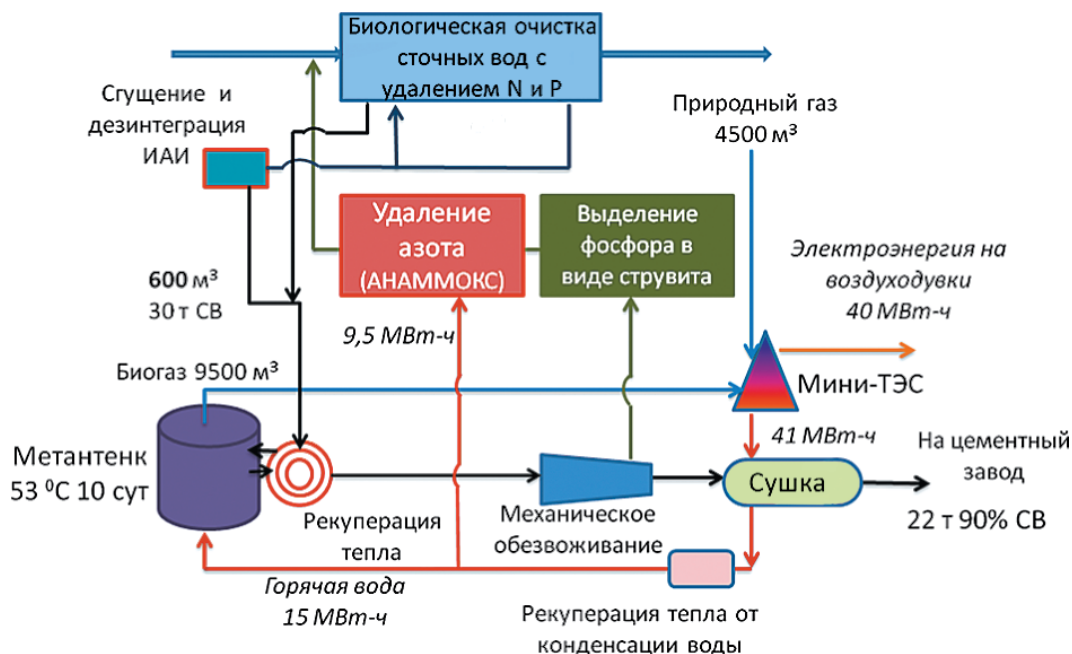 Биологическая очистка
сточных вод с
удалением N и P
Сгущение и
дезинтеграция
ИАИ
Природный газ
4500 м³
Удаление
азота
(АНАММОКС)
Выделение
фосфора в
виде струвита
Электроэнергия на
воздуходувки
40 МВт-ч
600 м³
30 т СВ
9,5 МВт-ч
Биогаз 9500 м³
Мини-ТЭС
41 МВт-ч
На цементный
завод
Метантенк
53 ⁰С 10 сут
Сушка
22 т 90% СВ
Рекуперация
тепла
Механическое
обезвоживание
Горячая вода
15 МВт-ч
Рекуперация тепла от
конденсации воды